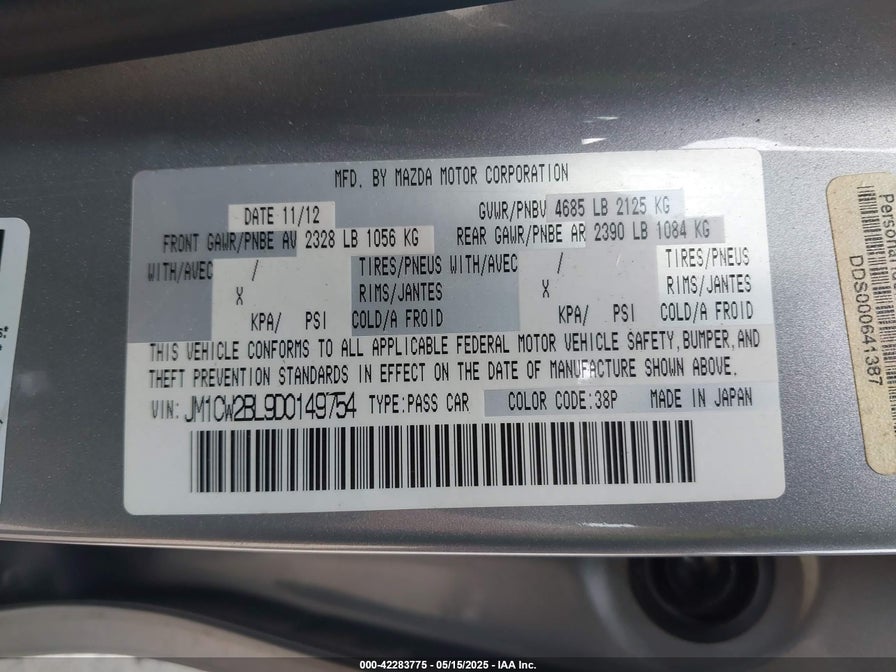 MFD. BY MAZDA MOTOR CORPORATION
DATE 11/12 GVWR/PNBV 4685 LB 2125 KG
FRONT GAWR/PNBE AV 2328 LB 1056 KG REAR GAWR/PNBE AR 2390 LB 1084 KG
WITH/AVEC / TIRES/PNEUS WITH/AVEC / TIRES/PNEUS
X RIMS/JANTES X RIMS/JANTES
KPA/ PSI COLD/A FROID KPA/ PSI COLD/A FROID
THIS VEHICLE CONFORMS TO ALL APPLICABLE FEDERAL MOTOR VEHICLE SAFETY, BUMPER, AND
THEFT PREVENTION STANDARDS IN EFFECT ON THE DATE OF MANUFACTURE SHOWN ABOVE.
VIN: JM1CW2BL9D0149754 TYPE: PASS CAR COLOR CODE: 38P MADE IN JAPAN
DDS000641387
000-42283775 - 05/15/2025 - IAA Inc.